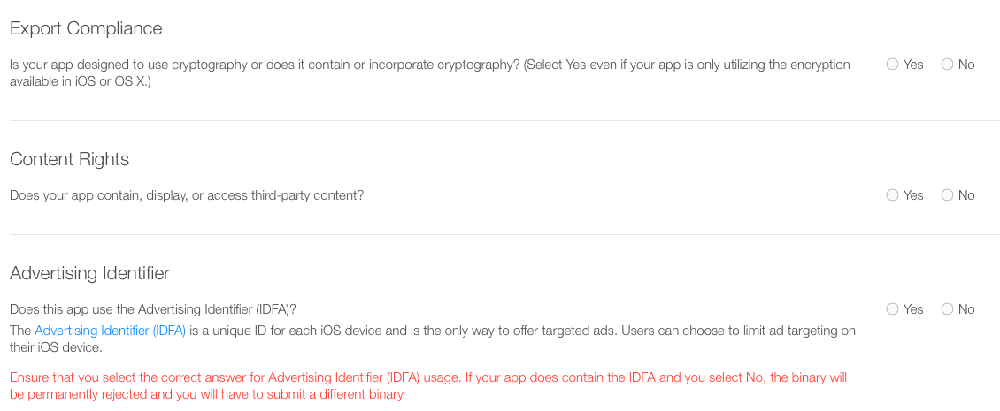 Export Compliance
Is your app designed to use cryptography or does it contain or incorporate cryptography? (Select Yes even if your app is only utilizing the encryption
available in iOS or OS X.)
Yes
No
Content Rights
Does your app contain, display, or access third-party content?
Yes
No
Advertising Identifier
Does this app use the Advertising Identifier (IDFA)?
Yes
No
The Advertising Identifier (IDFA) is a unique ID for each iOS device and is the only way to offer targeted ads. Users can choose to limit ad targeting on
their iOS device.
Ensure that you select the correct answer for Advertising Identifier (IDFA) usage. If your app does contain the IDFA and you select No, the binary will
be permanently rejected and you will have to submit a different binary.